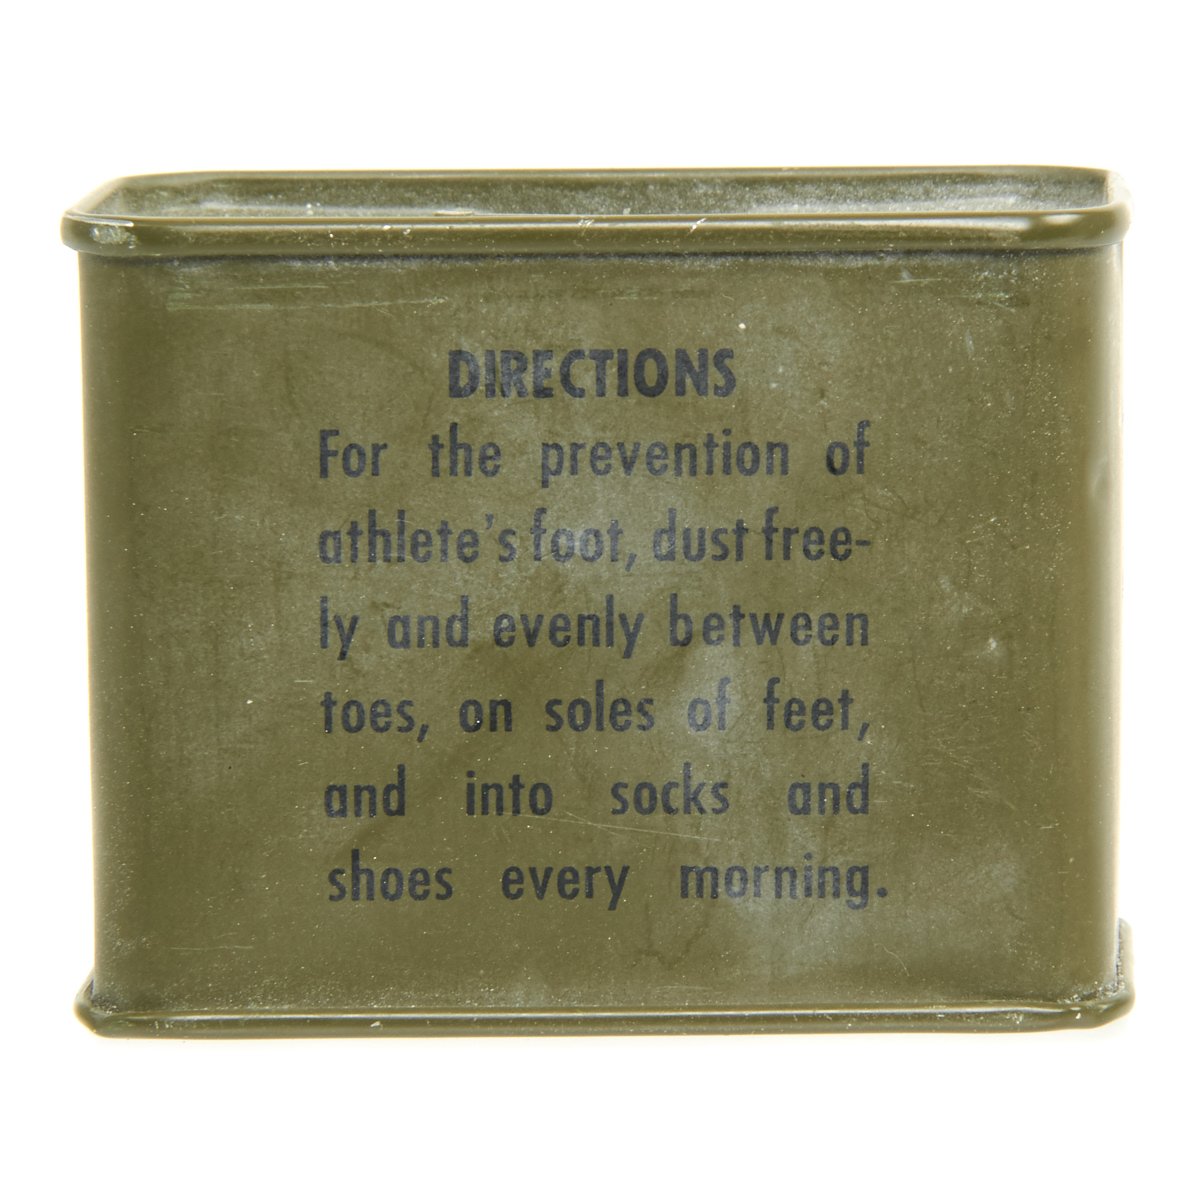 DIRECTIONS
For the prevention of
athlete's foot, dust free-
ly and evenly between
toes, on soles of feet,
and into socks and
shoes every morning.